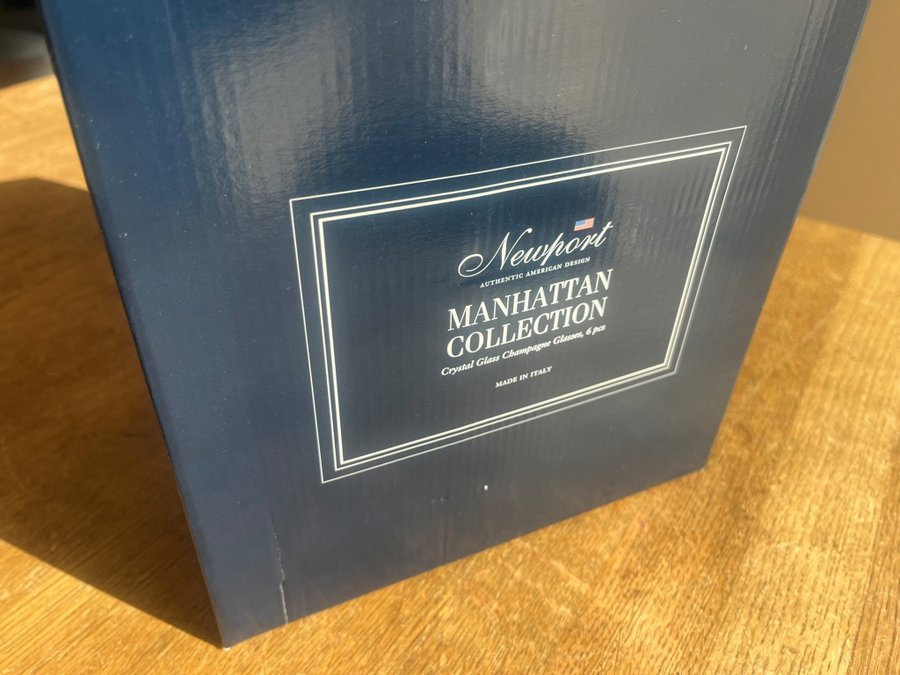 Newport
AUTHENTIC AMERICAN DESIGN
MANHATTAN
COLLECTION
Crystal Glass Champagne Glasses, 6 pcs
MADE IN ITALY